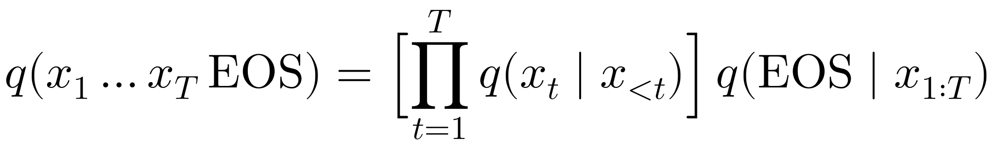 q(x_1 … x_T EOS) = [∏_{t=1}^{T} q(x_t | x_{<t})] q(EOS | x_{1:T})